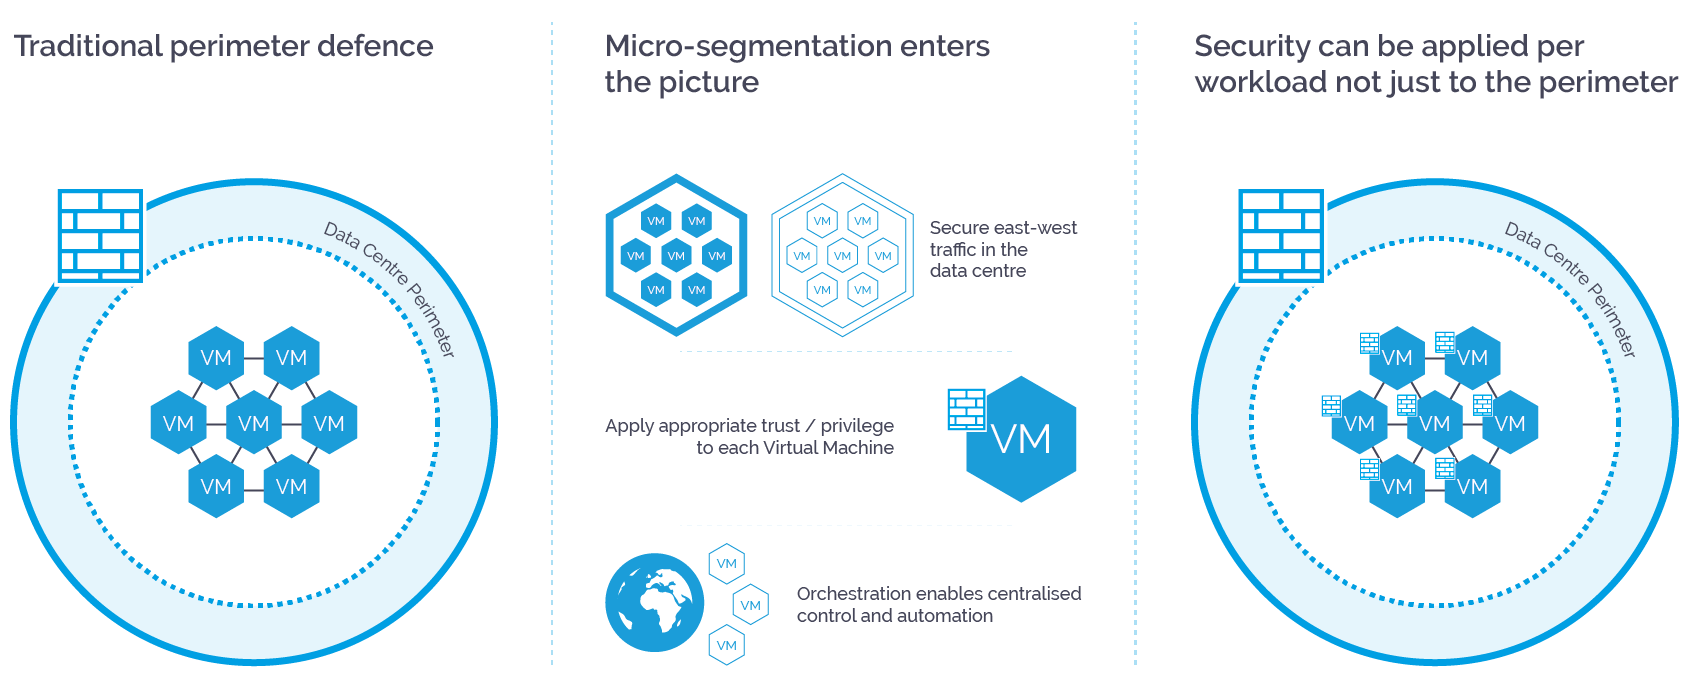 Traditional perimeter defence
Data Centre Perimeter
VM VM
VM VM VM
VM VM
Micro-segmentation enters
the picture
VM VM
VM VM VM
VM VM
VM VM
VM VM VM
VM VM
Secure east-west
traffic in the
data centre
Apply appropriate trust / privilege
to each Virtual Machine
VM
VM
VM
VM
Orchestration enables centralised
control and automation
Security can be applied per
workload not just to the perimeter
Data Centre Perimeter
VM VM
VM VM VM
VM VM